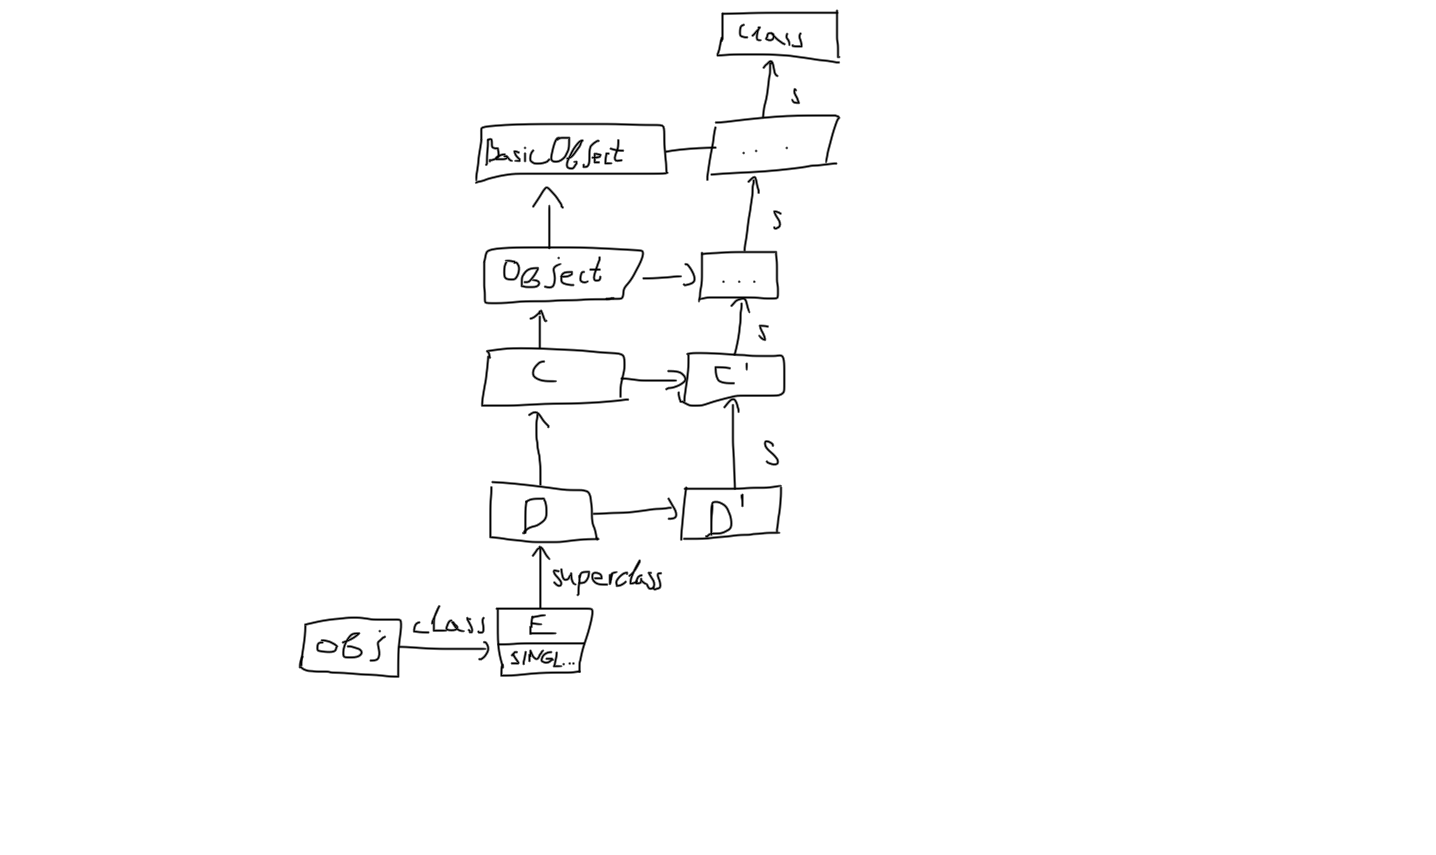 class
s
BasicObject
. . .
s
Object
...
s
C
C'
s
D
D'
superclass
class
E
obj
SINGL...